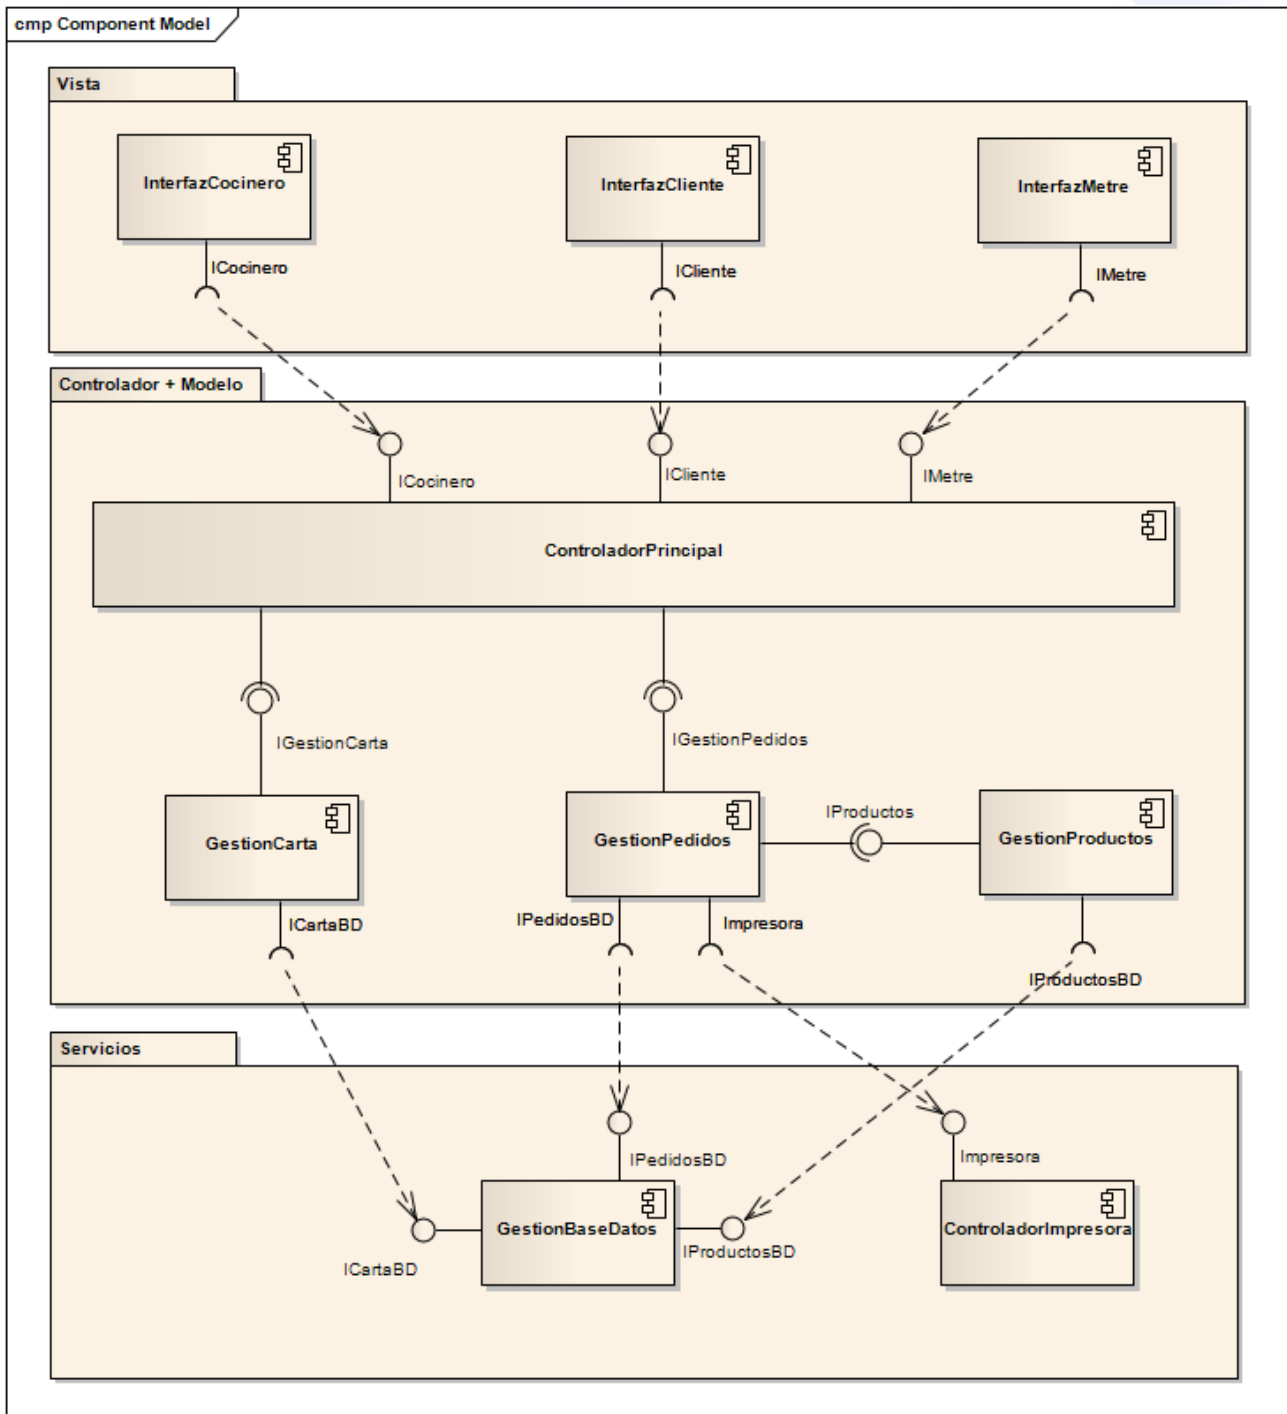 cmp Component Model
Vista
InterfazCocinero
InterfazCliente
InterfazMetre
ICocinero
ICliente
IMetre
Controlador + Modelo
ICocinero
ICliente
IMetre
ControladorPrincipal
IGestionCarta
IGestionPedidos
IProductos
GestionCarta
GestionPedidos
GestionProductos
ICartaBD
IPedidosBD
Impresora
IProductosBD
Servicios
IPedidosBD
Impresora
GestionBaseDatos
ControladorImpresora
IProductosBD
ICartaBD